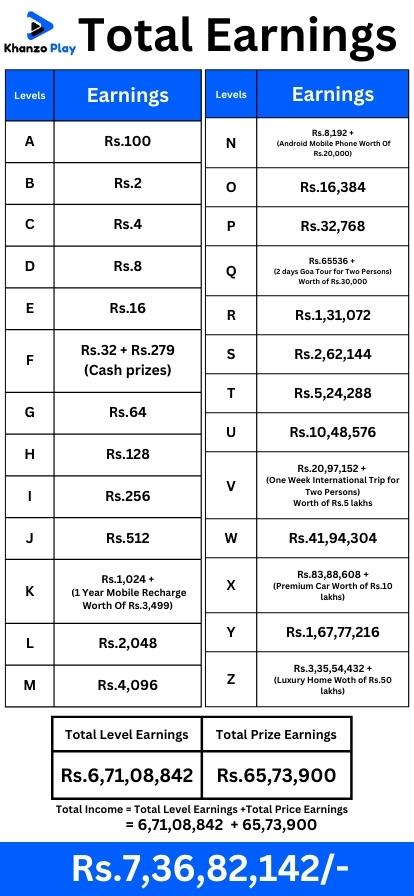 Khanzo Play
Total Earnings
Levels Earnings
A Rs.100
B Rs.2
C Rs.4
D Rs.8
E Rs.16
F Rs.32 + Rs.279
(Cash prizes)
G Rs.64
H Rs.128
I Rs.256
J Rs.512
K Rs.1,024 +
(1 Year Mobile Recharge
Worth Of Rs.3,499)
L Rs.2,048
M Rs.4,096
Levels Earnings
N Rs.8,192 +
(Android Mobile Phone Worth Of
Rs.20,000)
O Rs.16,384
P Rs.32,768
Q Rs.65536 +
(2 days Goa Tour for Two Persons)
Worth of Rs.30,000
R Rs.1,31,072
S Rs.2,62,144
T Rs.5,24,288
U Rs.10,48,576
V Rs.20,97,152 +
(One Week International Trip for
Two Persons)
Worth of Rs.5 lakhs
W Rs.41,94,304
X Rs.83,88,608 +
(Premium Car Worth of Rs.10
lakhs)
Y Rs.1,67,77,216
Z Rs.3,35,54,432 +
(Luxury Home Woth of Rs.50
lakhs)
Total Level Earnings Total Prize Earnings
Rs.6,71,08,842 Rs.65,73,900
Total Income = Total Level Earnings +Total Price Earnings
= 6,71,08,842 + 65,73,900
Rs.7,36,82,142/-